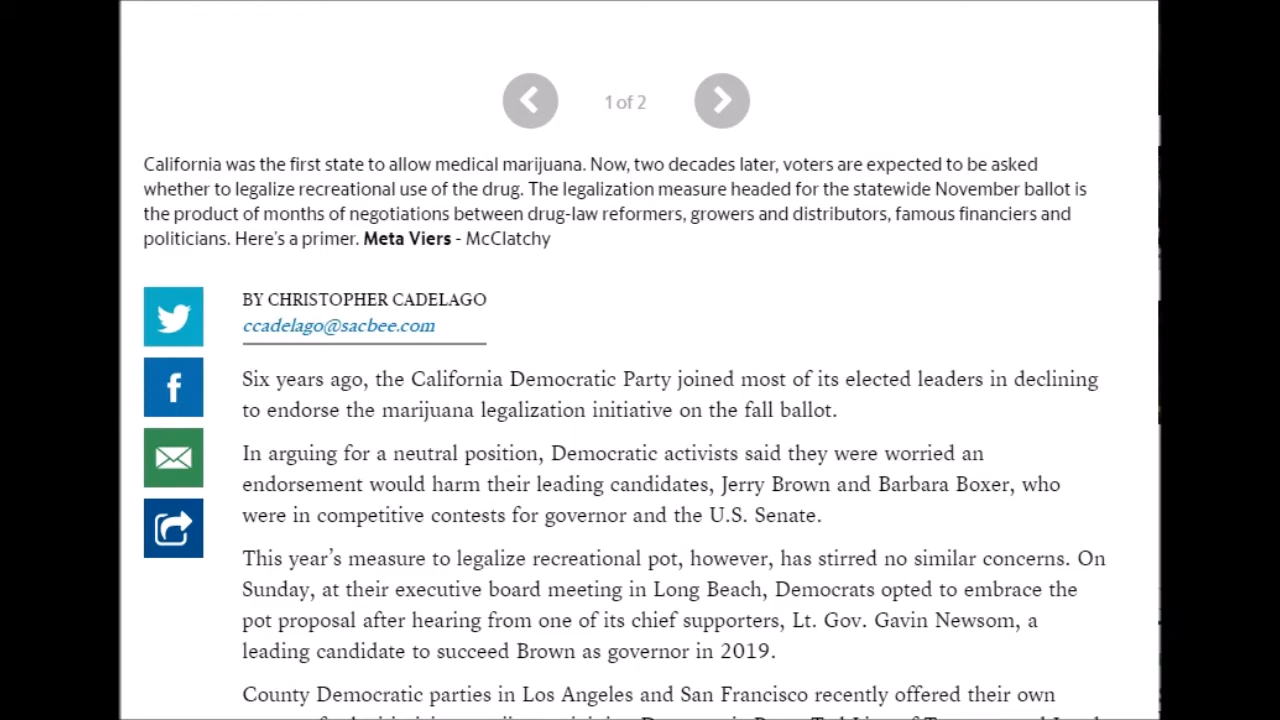 1 of 2
California was the first state to allow medical marijuana. Now, two decades later, voters are expected to be asked
whether to legalize recreational use of the drug. The legalization measure headed for the statewide November ballot is
the product of months of negotiations between drug-law reformers, growers and distributors, famous financiers and
politicians. Here's a primer. Meta Viers - McClatchy
BY CHRISTOPHER CADELAGO
ccadelago@sacbee.com
Six years ago, the California Democratic Party joined most of its elected leaders in declining
to endorse the marijuana legalization initiative on the fall ballot.
In arguing for a neutral position, Democratic activists said they were worried an
endorsement would harm their leading candidates, Jerry Brown and Barbara Boxer, who
were in competitive contests for governor and the U.S. Senate.
This year's measure to legalize recreational pot, however, has stirred no similar concerns. On
Sunday, at their executive board meeting in Long Beach, Democrats opted to embrace the
pot proposal after hearing from one of its chief supporters, Lt. Gov. Gavin Newsom, a
leading candidate to succeed Brown as governor in 2019.
County Democratic parties in Los Angeles and San Francisco recently offered their own